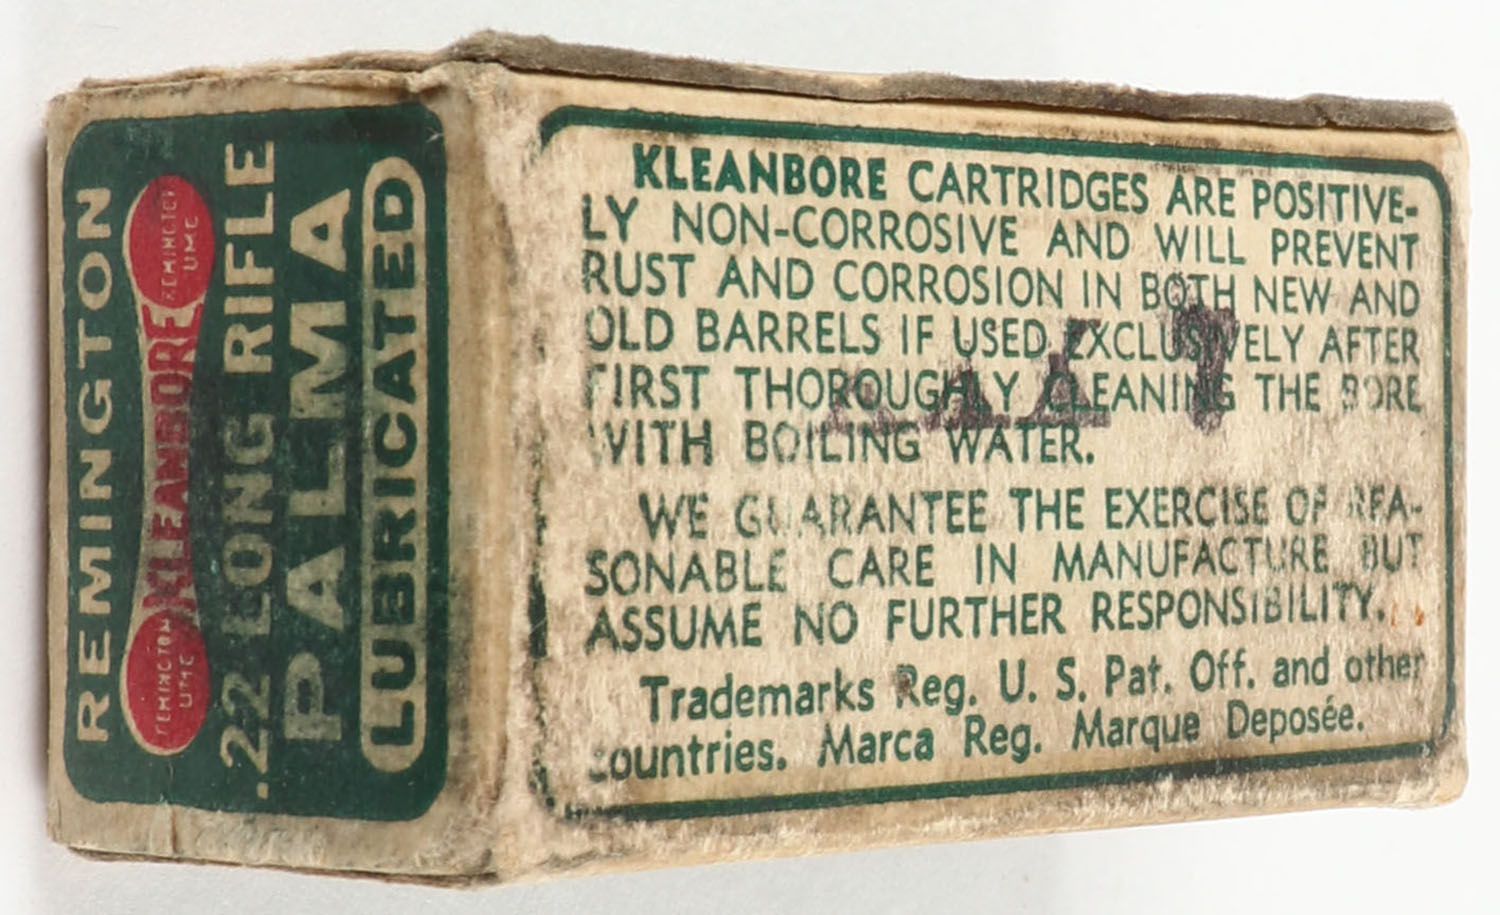 REMINGTON
REMINGTON
UMC
KLEANBORE
REMINGTON
UMC
.22 LONG RIFLE
PALMA
LUBRICATED
KLEANBORE CARTRIDGES ARE POSITIVE-
LY NON-CORROSIVE AND WILL PREVENT
RUST AND CORROSION IN BOTH NEW AND
OLD BARRELS IF USED EXCLUSIVELY AFTER
FIRST THOROUGHLY CLEANING THE BORE
WITH BOILING WATER.
WE GUARANTEE THE EXERCISE OF REA-
SONABLE CARE IN MANUFACTURE BUT
ASSUME NO FURTHER RESPONSIBILITY.
Trademarks Reg. U. S. Pat. Off. and other
countries. Marca Reg. Marque Deposée.